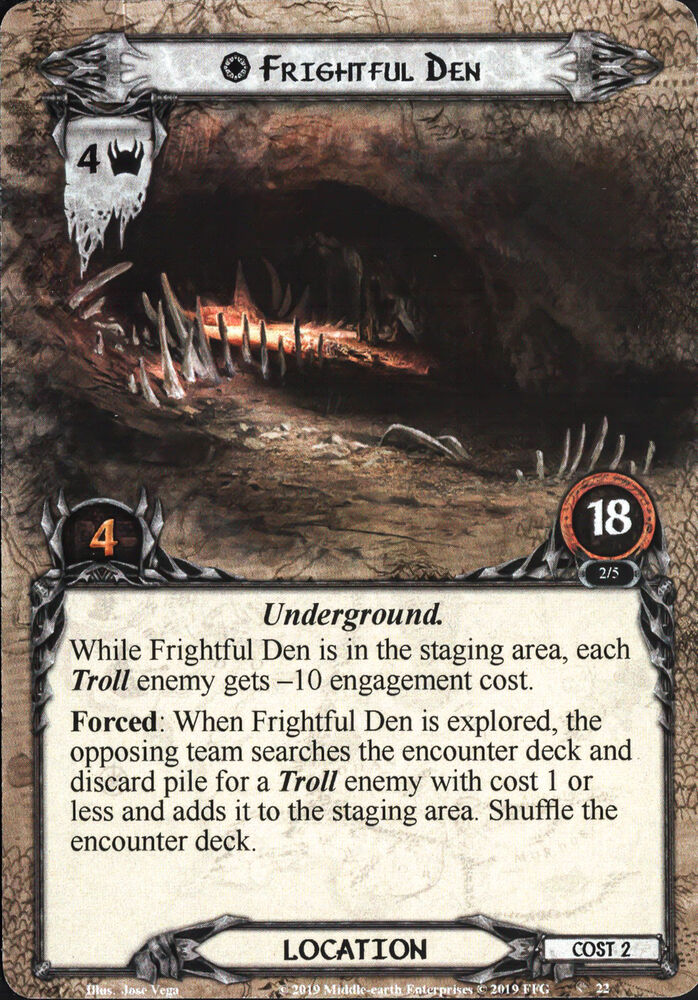 FRIGHTFUL DEN
4
4
18
2/5
Underground.
While Frightful Den is in the staging area, each
Troll enemy gets –10 engagement cost.
Forced: When Frightful Den is explored, the
opposing team searches the encounter deck and
discard pile for a Troll enemy with cost 1 or
less and adds it to the staging area. Shuffle the
encounter deck.
MORDOR
LOCATION
COST 2
Illus. Jose Vega
© 2019 Middle-earth Enterprises © 2019 FFG
22